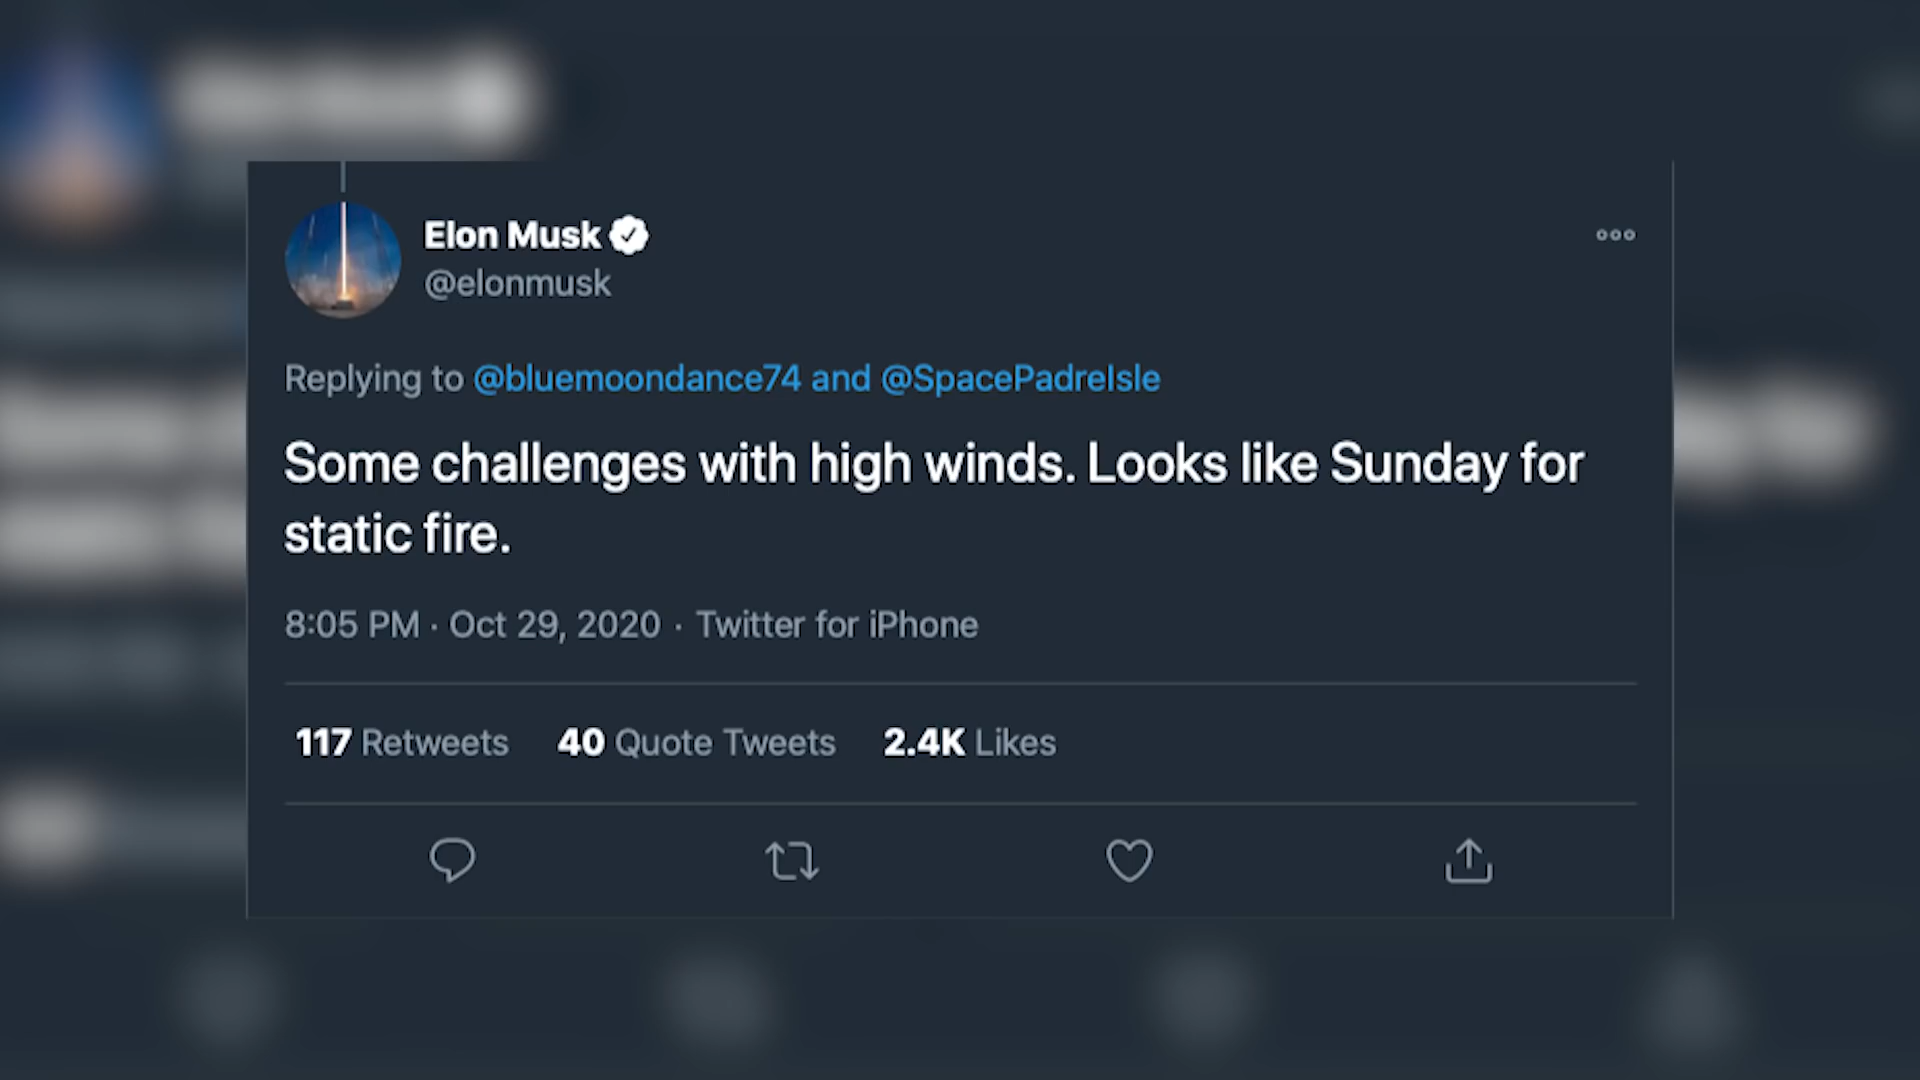 Elon Musk
@elonmusk
Replying to @bluemoondance74 and @SpacePadreIsle
Some challenges with high winds. Looks like Sunday for
static fire.
8:05 PM · Oct 29, 2020 · Twitter for iPhone
117 Retweets 40 Quote Tweets 2.4K Likes